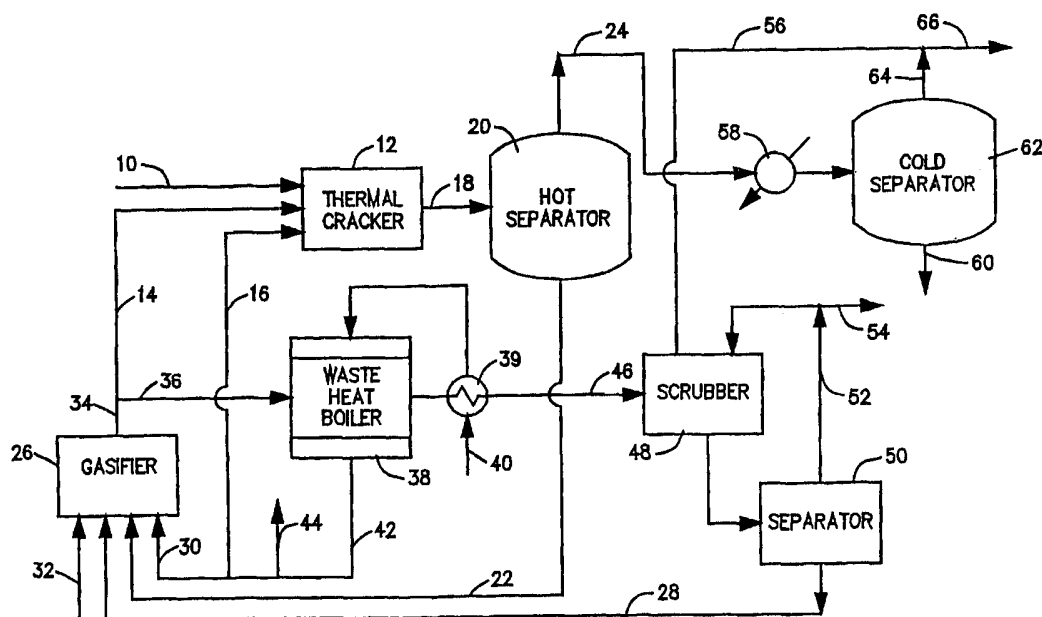 24
56
66
64
20
58
12
10
18
62
THERMAL
CRACKER
HOT
SEPARATOR
COLD
SEPARATOR
60
14
16
39
46
54
WASTE
HEAT
BOILER
SCRUBBER
36
34
52
26
GASIFIER
48
50
40
38
44
42
SEPARATOR
30
32
22
28